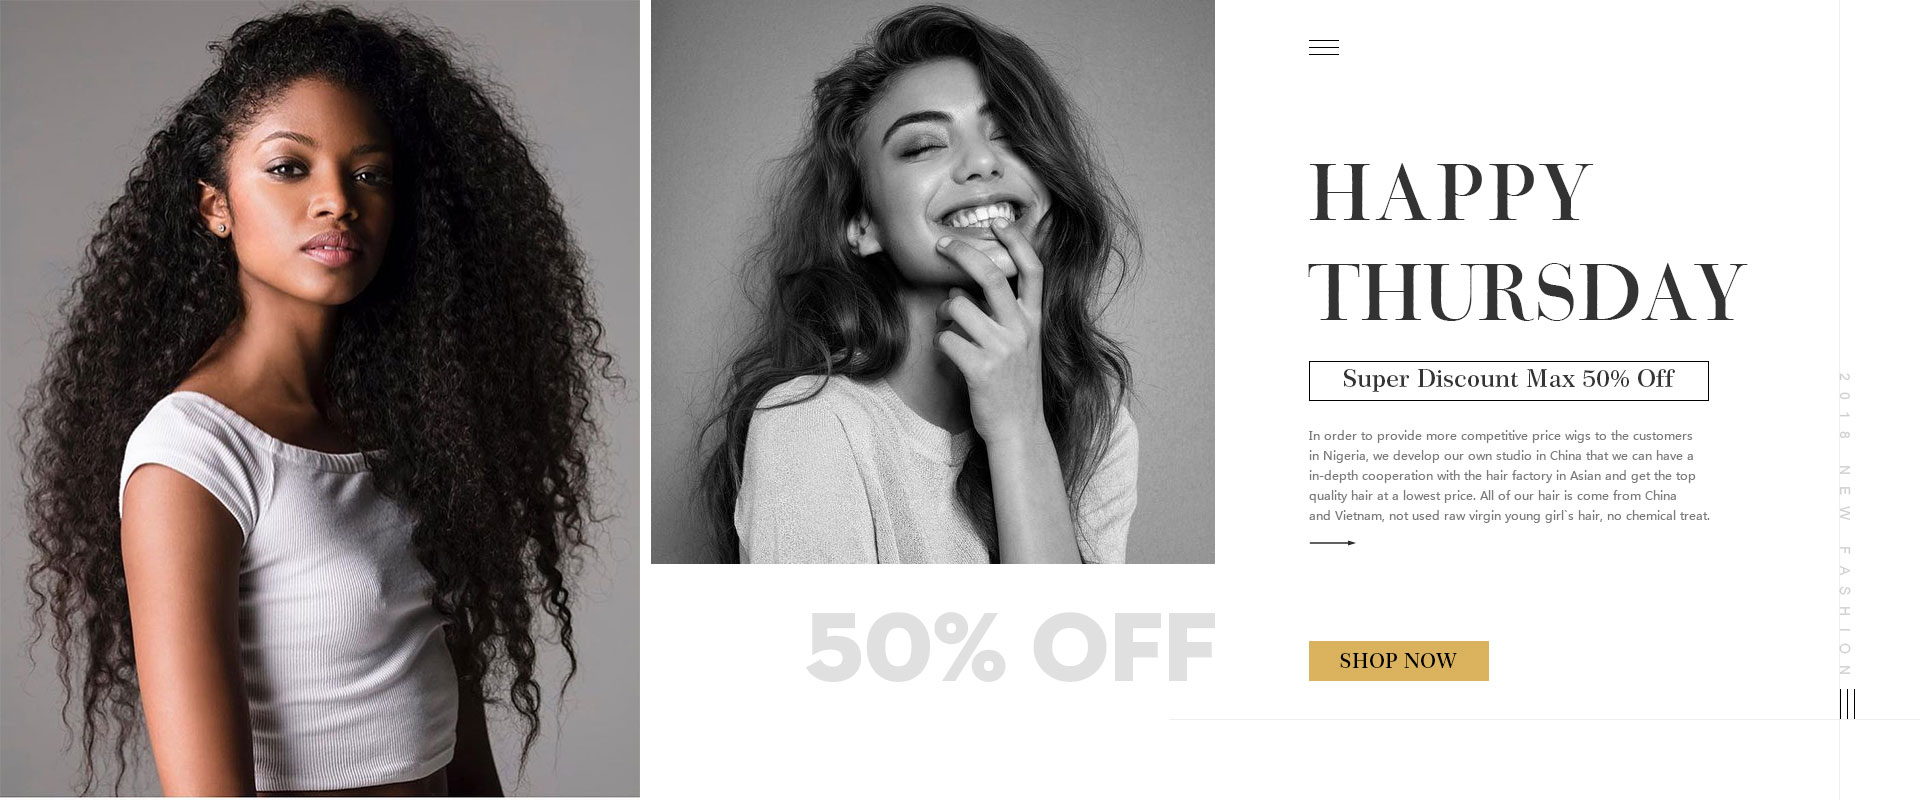 HAPPY
THURSDAY
Super Discount Max 50% Off
In order to provide more competitive price wigs to the customers
in Nigeria, we develop our own studio in China that we can have a
in-depth cooperation with the hair factory in Asian and get the top
quality hair at a lowest price. All of our hair is come from China
and Vietnam, not used raw virgin young girl`s hair, no chemical treat.
50% OFF
SHOP NOW
2018 NEW FASHION